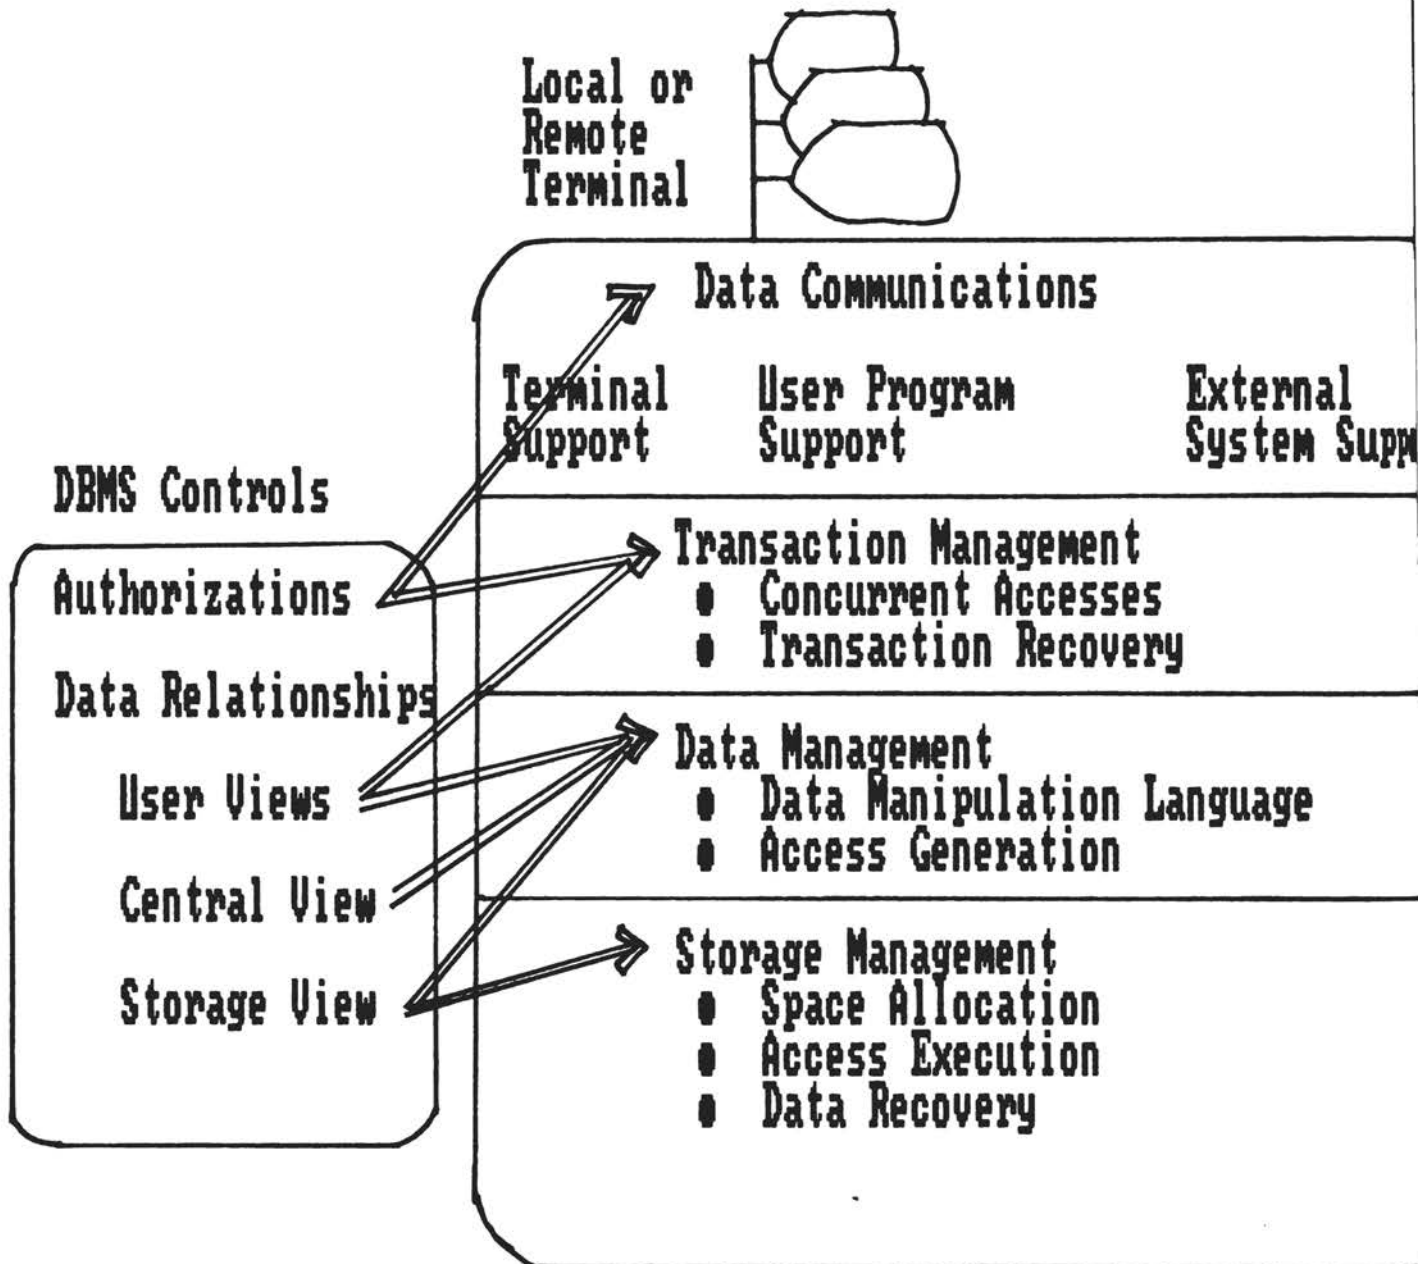 Local or
Remote
Terminal
Data Communications
Terminal
Support
User Program
Support
External
System Supp
DBMS Controls
Authorizations
Data Relationships
User Views
Central View
Storage View
Transaction Management
• Concurrent Accesses
• Transaction Recovery
Data Management
• Data Manipulation Language
• Access Generation
Storage Management
• Space Allocation
• Access Execution
• Data Recovery